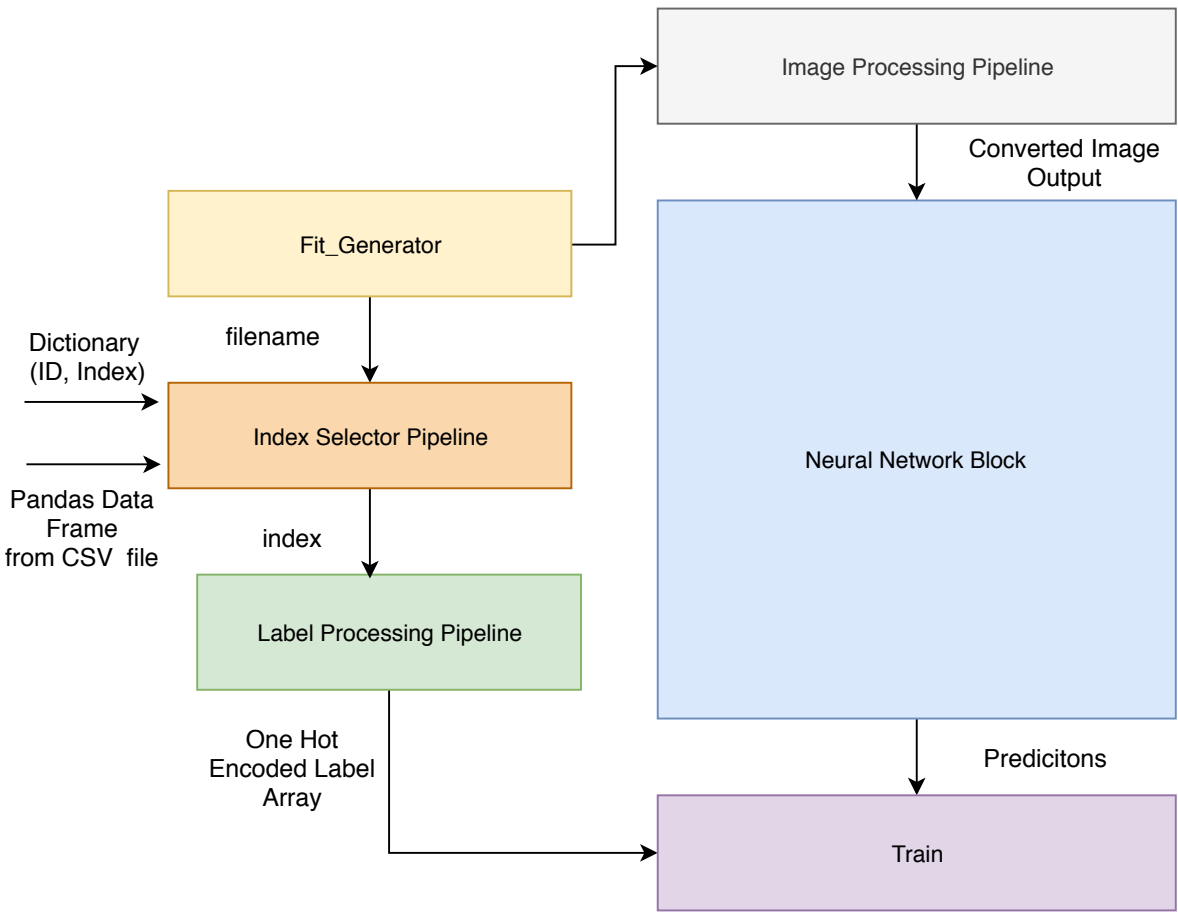 Image Processing Pipeline
Converted Image
Output
Fit_Generator
filename
Dictionary
(ID, Index)
Index Selector Pipeline
Neural Network Block
Pandas Data
Frame
from CSV file
index
Label Processing Pipeline
One Hot
Encoded Label
Array
Predicitons
Train